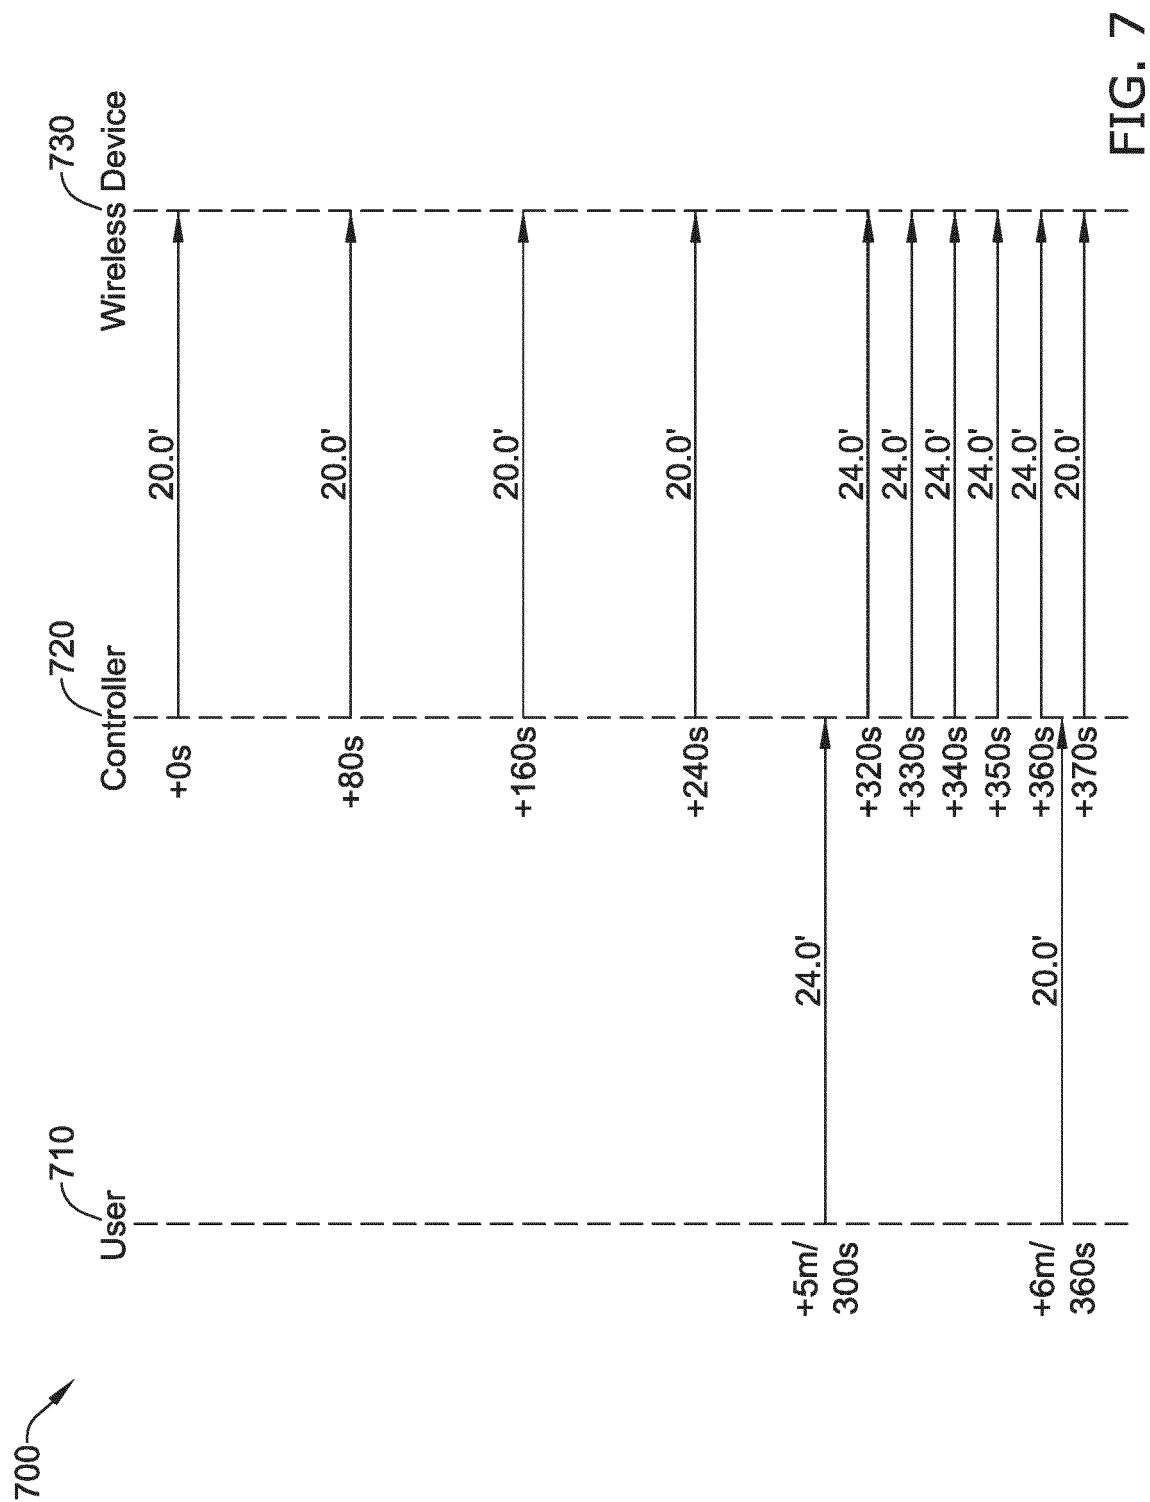 700
User
710
Controller
720
Wireless Device
730
+0s
20.0'
+80s
20.0'
+160s
20.0'
+240s
20.0'
+5m/
300s
24.0'
+320s
24.0'
+330s
24.0'
+340s
24.0'
+350s
24.0'
+360s
24.0'
+6m/
360s
20.0'
+370s
20.0'
FIG. 7